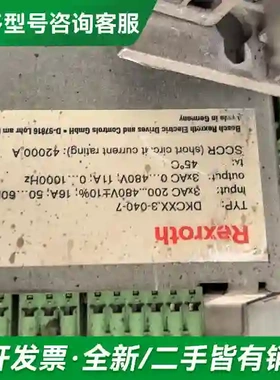 多型号咨询客服
Rexroth
TYP: DKCXX.3-040-7
Input: 3xAC 200..480V±10%; 16A; 50...60
output: 3xAC 0...480V; 11A; 0...1000Hz
Ta: 45°C
SCCR (short circ.it current rating): 42000 A
Bosch Rexroth Electric Drives and Controls GmbH * D-97816 Lohr am
Made in Germany
开发票·全新/二手皆有销